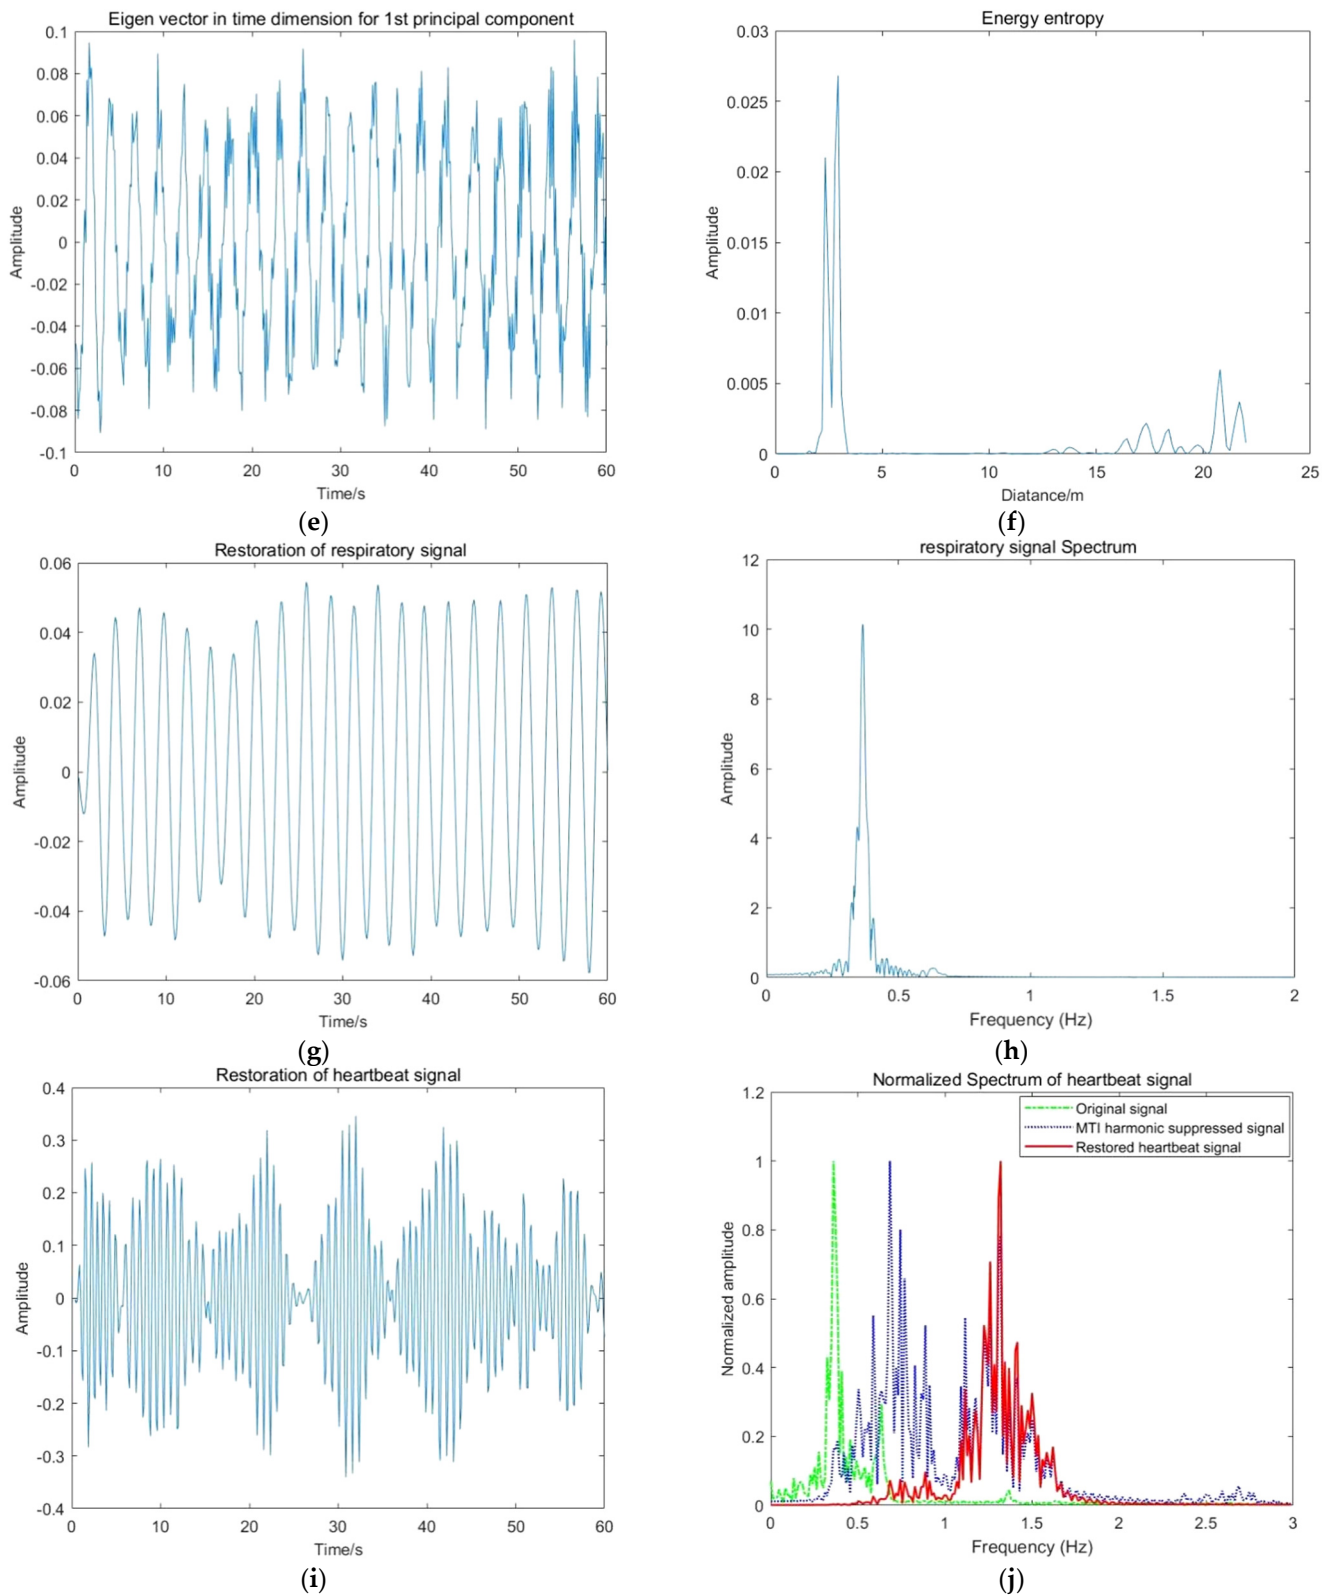 Eigen vector in time dimension for 1st principal component
0.1
0.08
0.06
0.04
0.02
0
-0.02
-0.04
-0.06
-0.08
-0.1
Amplitude
0 10 20 30 40 50 60
Time/s
(e)
Energy entropy
0.03
0.025
0.02
0.015
0.01
0.005
0
Amplitude
0 5 10 15 20 25
Diatance/m
(f)
Restoration of respiratory signal
0.06
0.04
0.02
0
-0.02
-0.04
-0.06
Amplitude
0 10 20 30 40 50 60
Time/s
(g)
respiratory signal Spectrum
12
10
8
6
4
2
0
Amplitude
0 0.5 1 1.5 2
Frequency (Hz)
(h)
Restoration of heartbeat signal
0.4
0.3
0.2
0.1
0
-0.1
-0.2
-0.3
-0.4
Amplitude
0 10 20 30 40 50 60
Time/s
(i)
Normalized Spectrum of heartbeat signal
1.2
1
0.8
0.6
0.4
0.2
0
Normalized amplitude
Original signal
MTI harmonic suppressed signal
Restored heartbeat signal
0 0.5 1 1.5 2 2.5 3
Frequency (Hz)
(j)